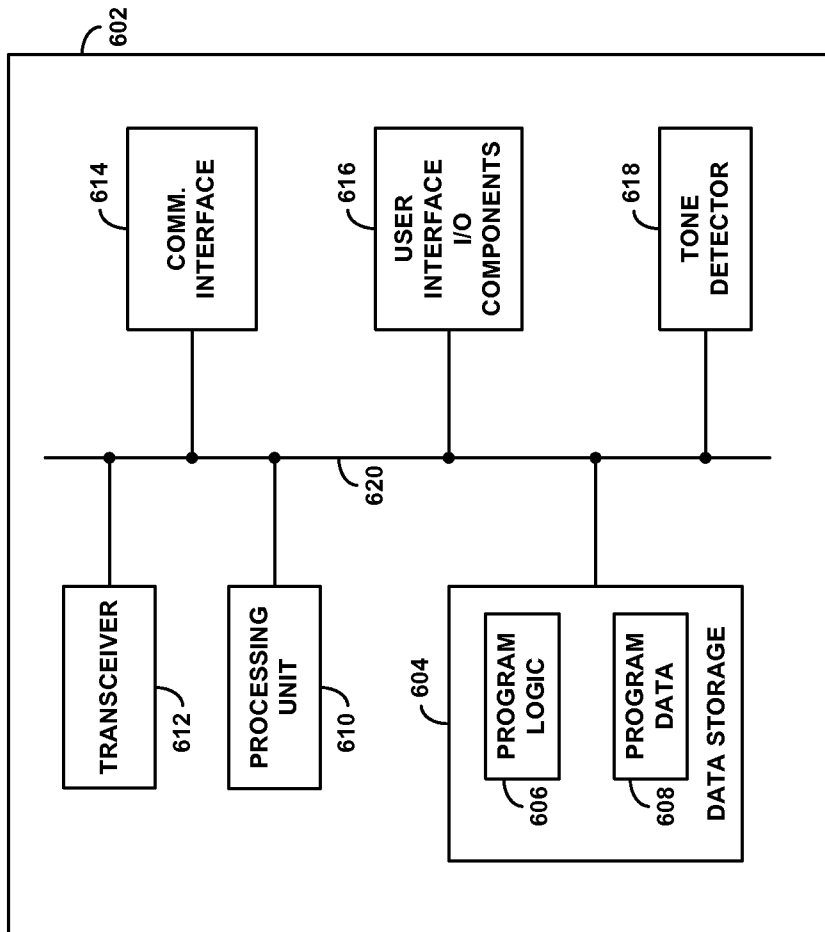 602
TRANSCEIVER
612
614
COMM.
INTERFACE
PROCESSING
UNIT
610
620
616
USER
INTERFACE
I/O
COMPONENTS
604
PROGRAM
LOGIC
606
PROGRAM
DATA
608
DATA STORAGE
618
TONE
DETECTOR